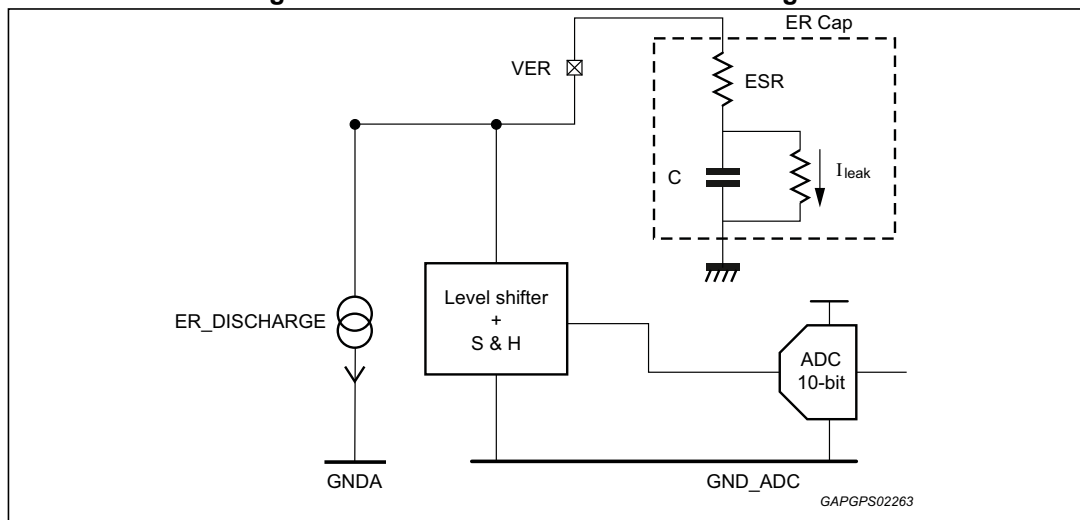 ER Cap
VER
ESR
C
Ileak
Level shifter
+
S & H
ER_DISCHARGE
ADC
10-bit
GNDA
GND_ADC
GAPGPS02263